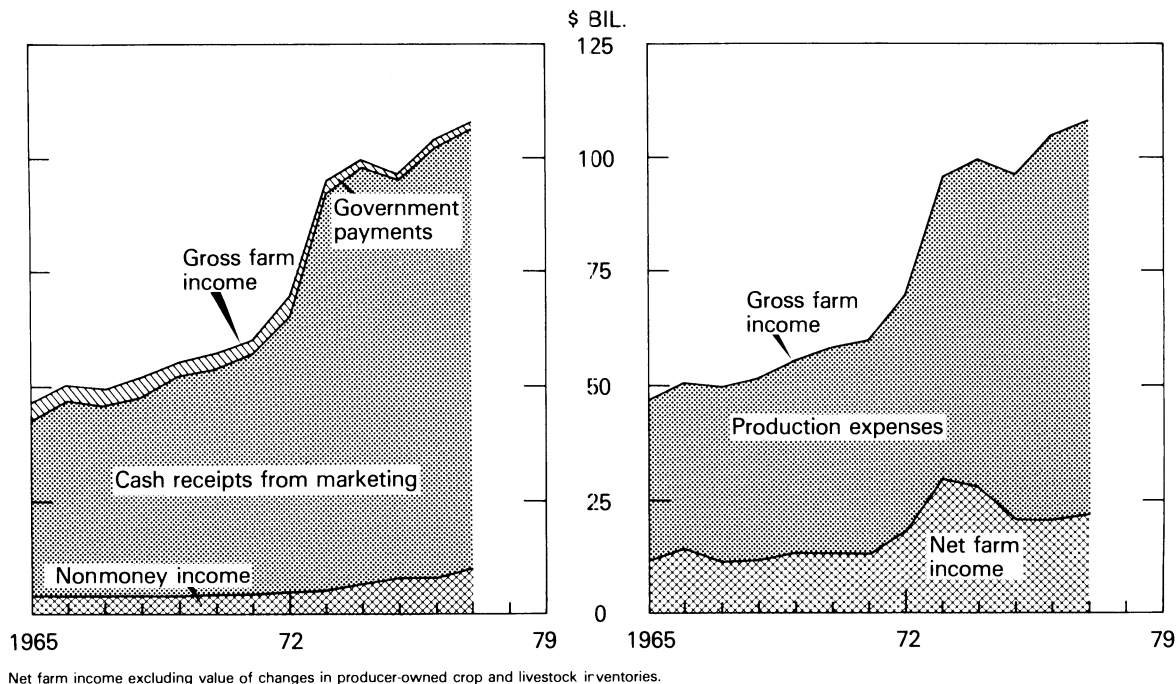 $ BIL.
125
100
75
50
25
0
Government
payments
Gross farm
income
Cash receipts from marketing
Nonmoney income
1965
72
79
Gross farm
income
Production expenses
Net farm
income
1965
72
79
Net farm income excluding value of changes in producer-owned crop and livestock inventories.